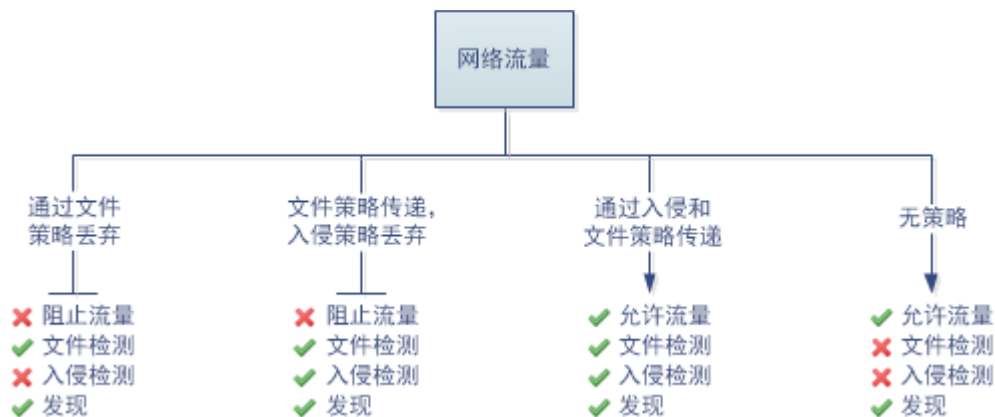 网络流量
通过文件
策略丢弃
文件策略传递，
入侵策略丢弃
通过入侵和
文件策略传递
无策略
阻止流量
文件检测
入侵检测
发现
阻止流量
文件检测
入侵检测
发现
允许流量
文件检测
入侵检测
发现
允许流量
文件检测
入侵检测
发现